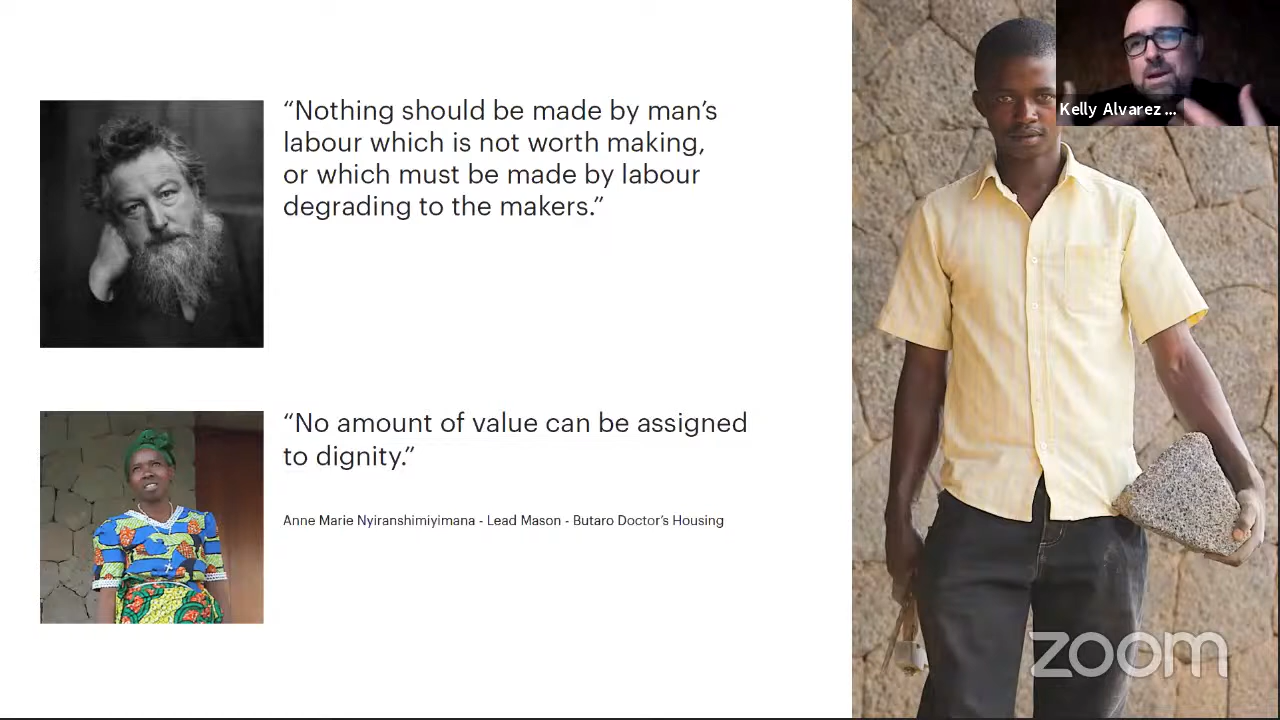 “Nothing should be made by man’s
labour which is not worth making,
or which must be made by labour
degrading to the makers.”
“No amount of value can be assigned
to dignity.”
Anne Marie Nyiranshimiyimana - Lead Mason - Butaro Doctor’s Housing
Kelly Alvarez ...
zoom